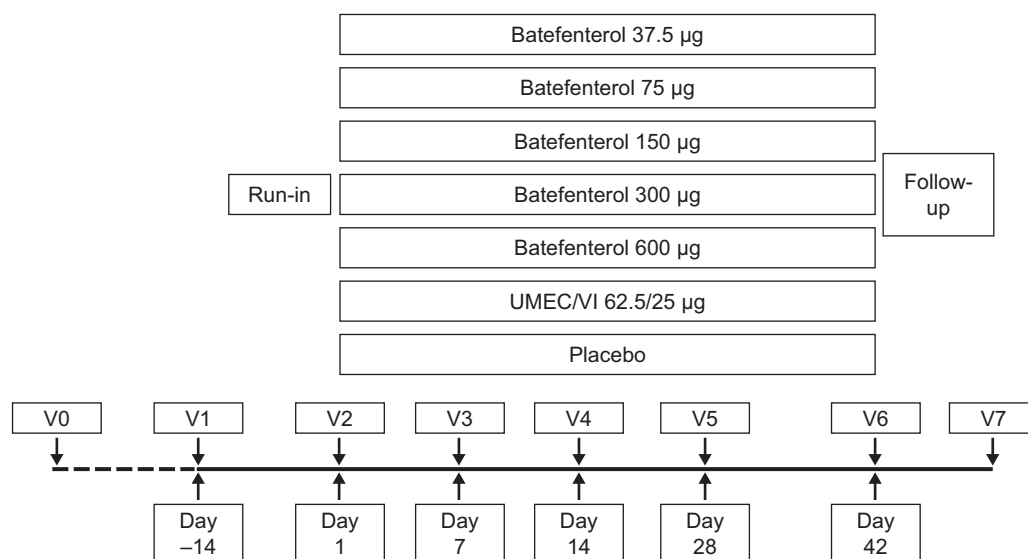 Batefenterol 37.5 µg
Batefenterol 75 µg
Batefenterol 150 µg
Run-in
Batefenterol 300 µg
Follow-
up
Batefenterol 600 µg
UMEC/VI 62.5/25 µg
Placebo
V0 V1 V2 V3 V4 V5 V6 V7
Day Day Day Day Day Day
–14 1 7 14 28 42